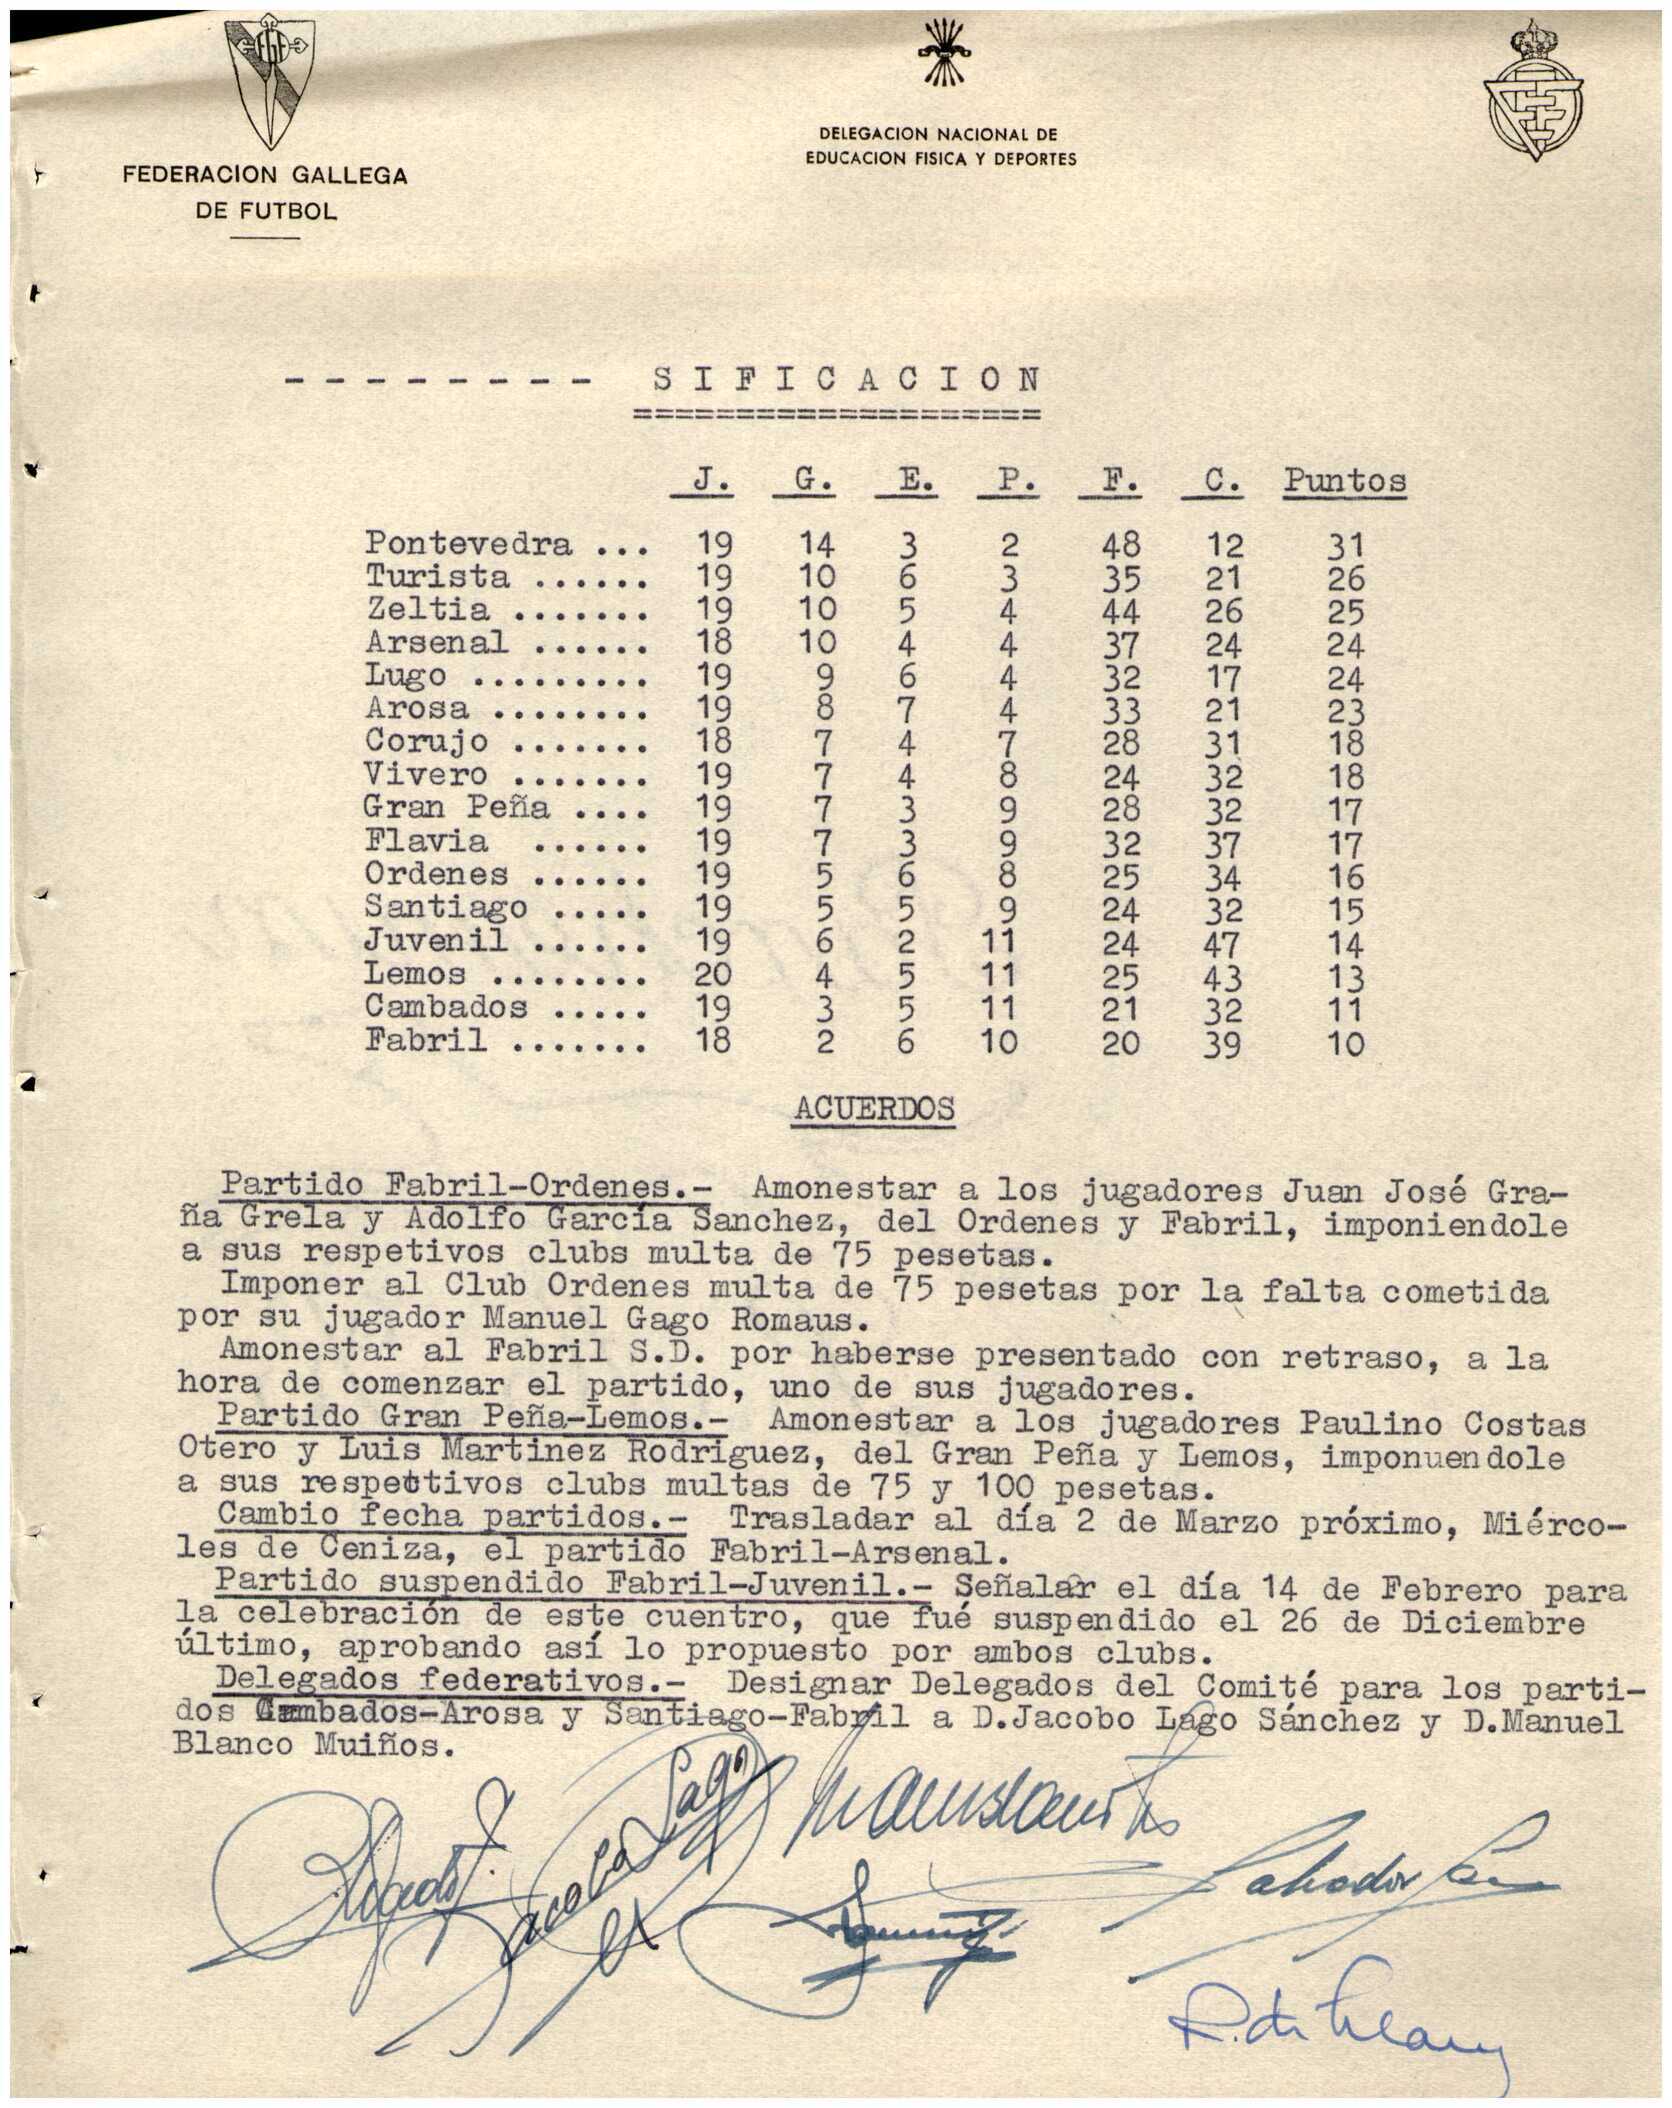 FGF
DELEGACION NACIONAL DE
EDUCACION FISICA Y DEPORTES
FEDERACION GALLEGA
DE FUTBOL
- - - - - - - - S I F I C A C I O N
====================
J. G. E. P. F. C. Puntos
Pontevedra ... 19 14 3 2 48 12 31
Turista ...... 19 10 6 3 35 21 26
Zeltia ....... 19 10 5 4 44 26 25
Arsenal ...... 18 10 4 4 37 24 24
Lugo ......... 19 9 6 4 32 17 24
Arosa ........ 19 8 7 4 33 21 23
Corujo ....... 18 7 4 7 28 31 18
Vivero ....... 19 7 4 8 24 32 18
Gran Peña .... 19 7 3 9 28 32 17
Flavia ...... 19 7 3 9 32 37 17
Ordenes ...... 19 5 6 8 25 34 16
Santiago ..... 19 5 5 9 24 32 15
Juvenil ...... 19 6 2 11 24 47 14
Lemos ........ 20 4 5 11 25 43 13
Cambados ..... 19 3 5 11 21 32 11
Fabril ....... 18 2 6 10 20 39 10
ACUERDOS
Partido Fabril-Ordenes.- Amonestar a los jugadores Juan José Gra-
ña Grela y Adolfo García Sanchez, del Ordenes y Fabril, imponiendole
a sus respetivos clubs multa de 75 pesetas.
Imponer al Club Ordenes multa de 75 pesetas por la falta cometida
por su jugador Manuel Gago Romaus.
Amonestar al Fabril S.D. por haberse presentado con retraso, a la
hora de comenzar el partido, uno de sus jugadores.
Partido Gran Peña-Lemos.- Amonestar a los jugadores Paulino Costas
Otero y Luis Martinez Rodriguez, del Gran Peña y Lemos, imponuendole
a sus respettivos clubs multas de 75 y 100 pesetas.
Cambio fecha partidos.- Trasladar al día 2 de Marzo próximo, Miérco-
les de Ceniza, el partido Fabril-Arsenal.
Partido suspendido Fabril-Juvenil.- Señalar el día 14 de Febrero para
la celebración de este cuentro, que fué suspendido el 26 de Diciembre
último, aprobando así lo propuesto por ambos clubs.
Delegados federativos.- Designar Delegados del Comité para los parti-
dos Cambados-Arosa y Santiago-Fabril a D.Jacobo Lago Sánchez y D.Manuel
Blanco Muiños.
Jacobo Lago
Salvador